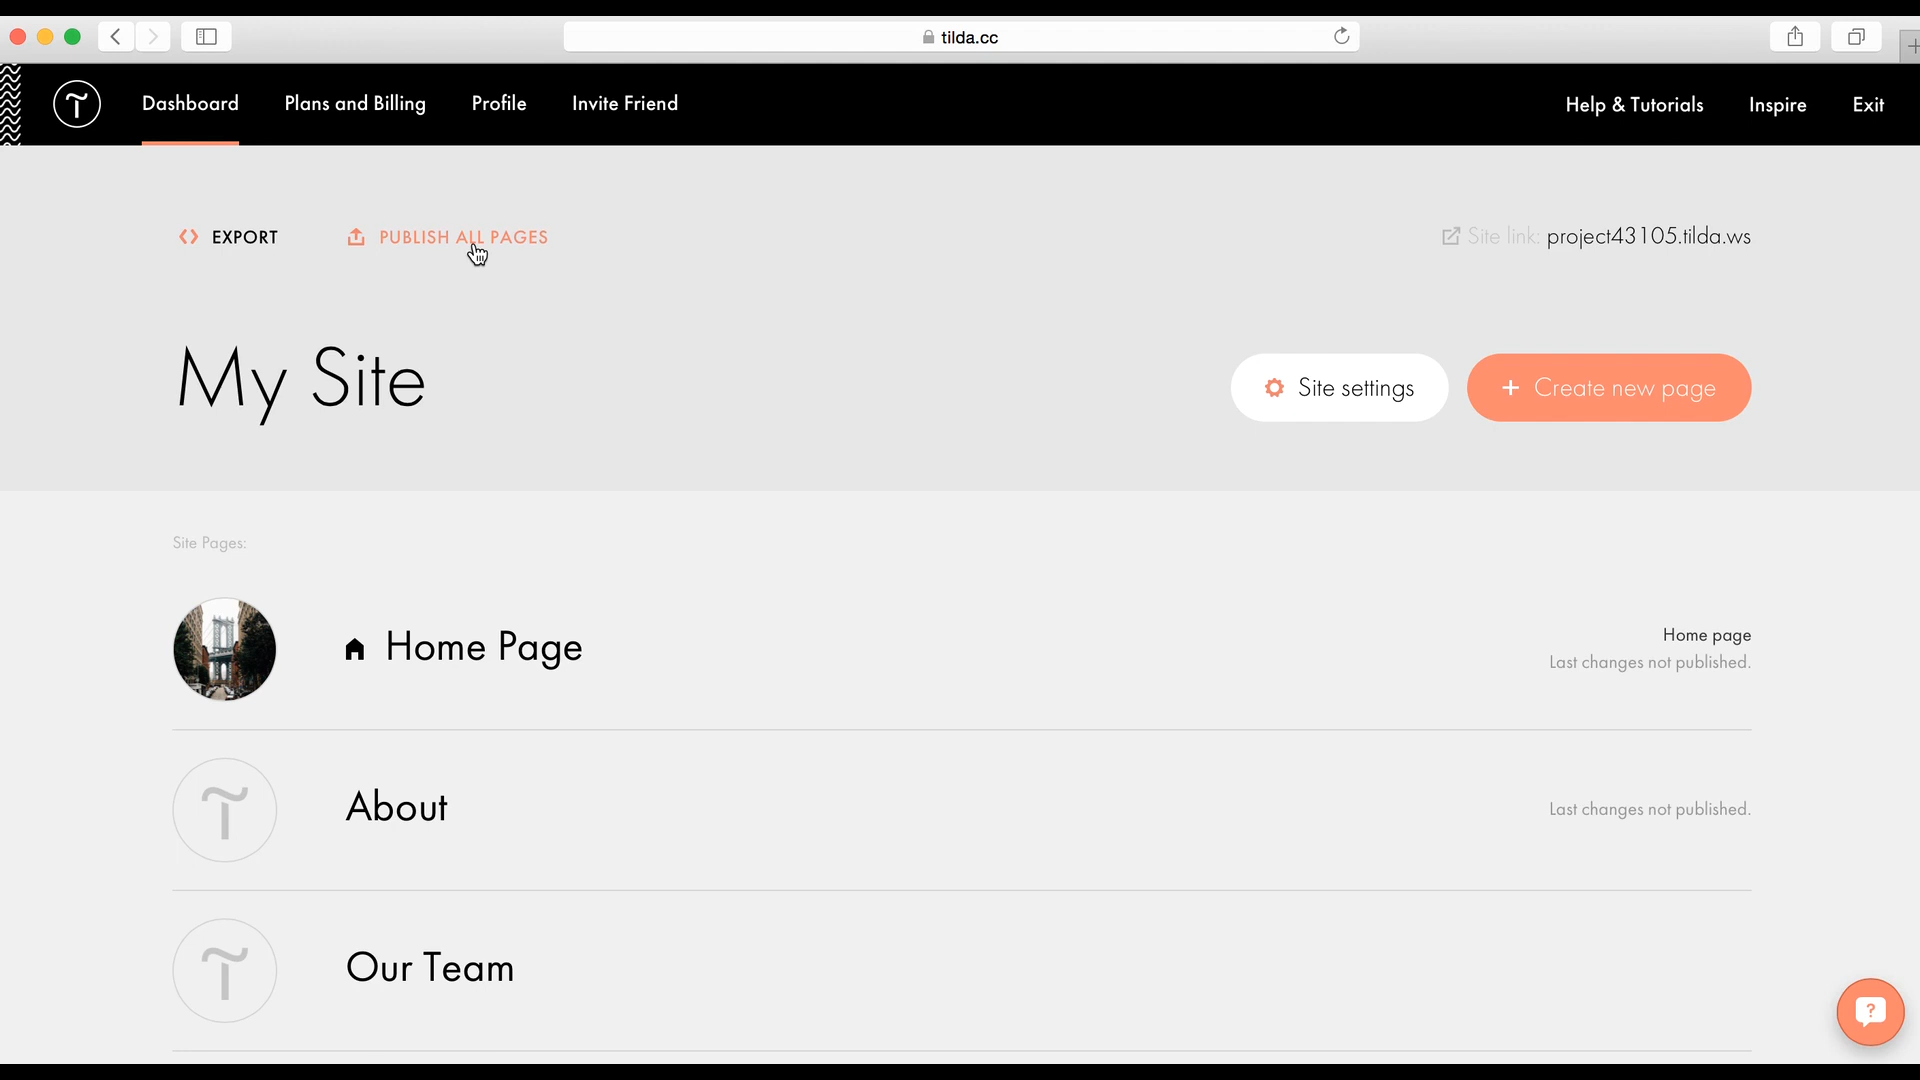 tilda.cc
Dashboard
Plans and Billing
Profile
Invite Friend
Help & Tutorials
Inspire
Exit
EXPORT
PUBLISH ALL PAGES
Site link: project43105.tilda.ws
My Site
Site settings
+ Create new page
Site Pages:
Home Page
Home page
Last changes not published.
About
Last changes not published.
Our Team